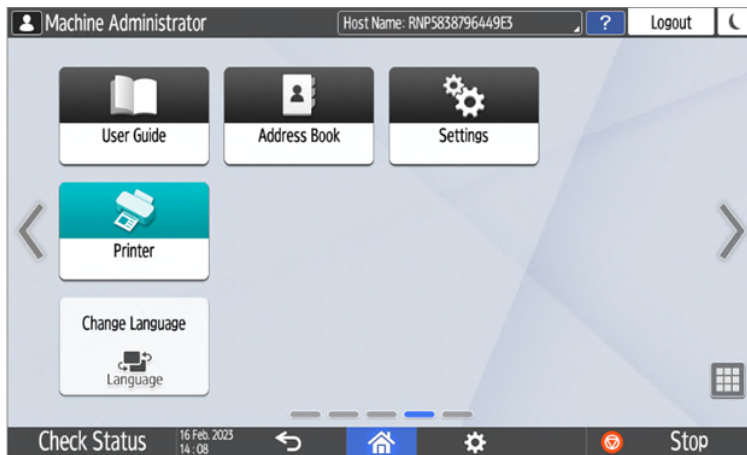 Machine Administrator
Host Name: RNP5838796449E3
?
Logout
User Guide
Address Book
Settings
Printer
Change Language
Language
Check Status
16 Feb. 2023
14 : 08
Stop